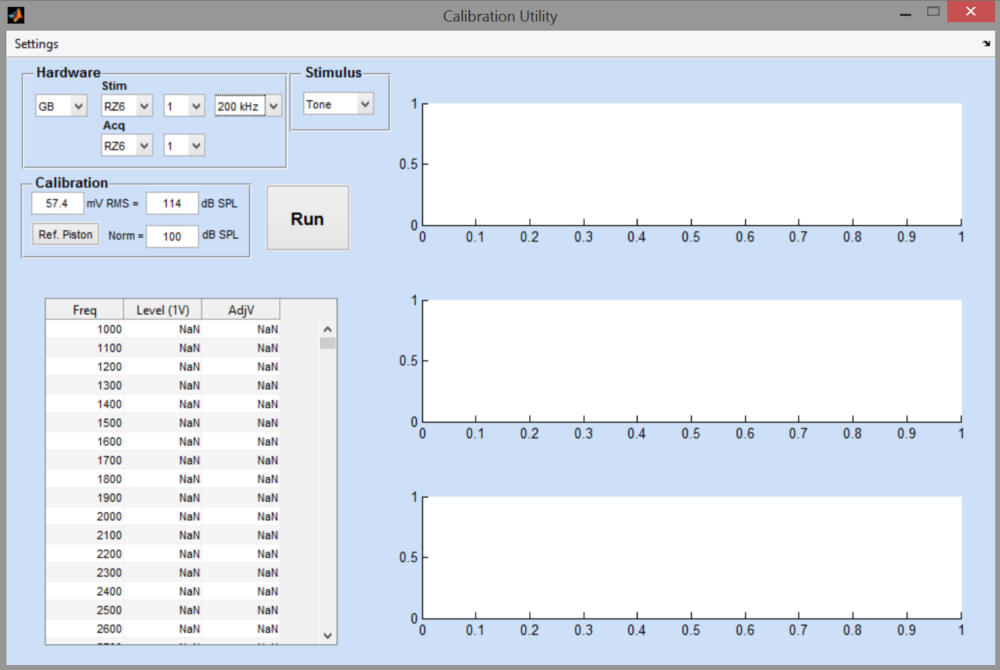 Calibration Utility
Settings
Hardware
Stim
GB RZ6 1 200 kHz
Acq
RZ6 1
Stimulus
Tone
Calibration
57.4 mV RMS = 114 dB SPL
Ref. Piston Norm = 100 dB SPL
Run
Freq Level (1V) AdjV
1000 NaN NaN
1100 NaN NaN
1200 NaN NaN
1300 NaN NaN
1400 NaN NaN
1500 NaN NaN
1600 NaN NaN
1700 NaN NaN
1800 NaN NaN
1900 NaN NaN
2000 NaN NaN
2100 NaN NaN
2200 NaN NaN
2300 NaN NaN
2400 NaN NaN
2500 NaN NaN
2600 NaN NaN
1
0.5
0
0 0.1 0.2 0.3 0.4 0.5 0.6 0.7 0.8 0.9 1
1
0.5
0
0 0.1 0.2 0.3 0.4 0.5 0.6 0.7 0.8 0.9 1
1
0.5
0
0 0.1 0.2 0.3 0.4 0.5 0.6 0.7 0.8 0.9 1